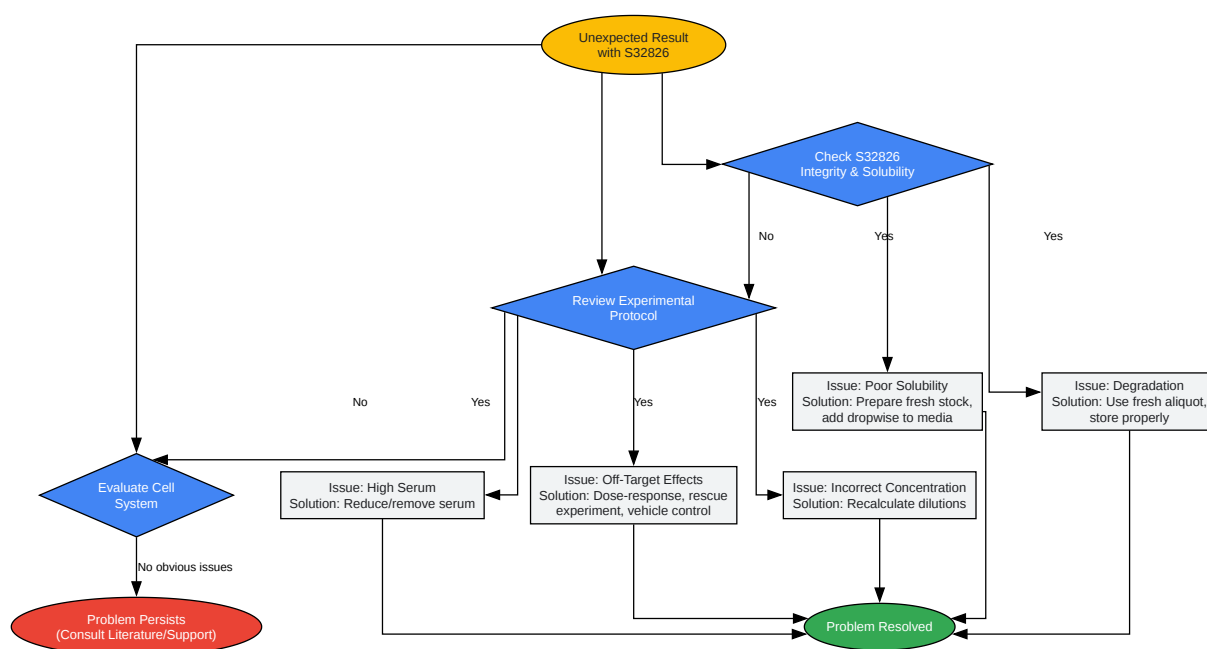 Unexpected Result
with S32826
Check S32826
Integrity & Solubility
No
Yes
Yes
Review Experimental
Protocol
Issue: Poor Solubility
Solution: Prepare fresh stock,
add dropwise to media
Issue: Degradation
Solution: Use fresh aliquot,
store properly
No
Yes
Yes
Yes
Evaluate Cell
System
Issue: High Serum
Solution: Reduce/remove serum
Issue: Off-Target Effects
Solution: Dose-response, rescue
experiment, vehicle control
Issue: Incorrect Concentration
Solution: Recalculate dilutions
No obvious issues
Problem Persists
(Consult Literature/Support)
Problem Resolved